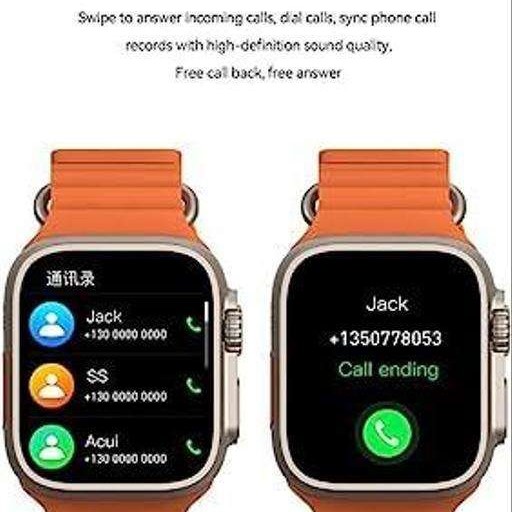 Swipe to answer incoming calls, dial calls, sync phone call
records with high-definition sound quality.
Free call back, free answer
通讯录
Jack
+130 0000 0000
SS
+130 0000 0000
Acui
+130 0000 0000
Jack
+1350778053
Call ending